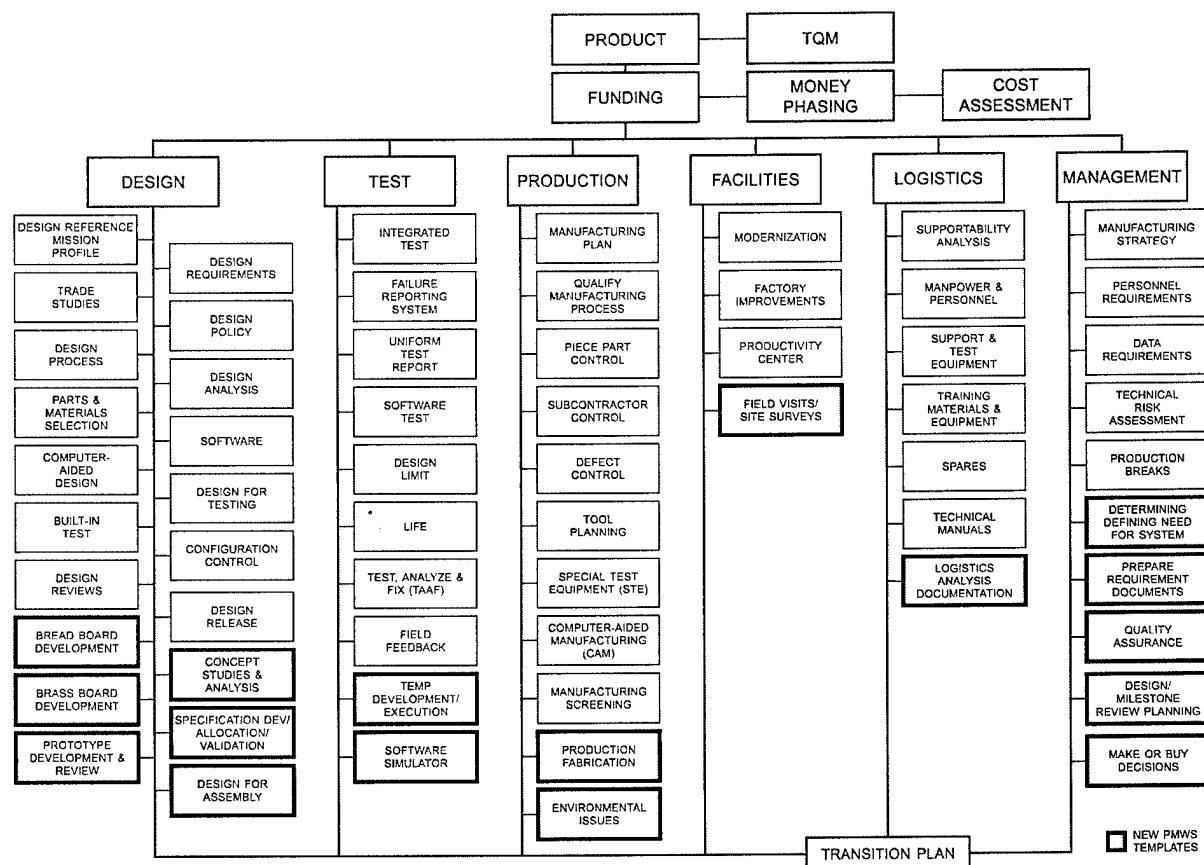 PRODUCT
TQM
FUNDING
MONEY
PHASING
COST
ASSESSMENT
DESIGN
TEST
PRODUCTION
FACILITIES
LOGISTICS
MANAGEMENT
DESIGN REFERENCE
MISSION
PROFILE
TRADE
STUDIES
DESIGN
PROCESS
PARTS &
MATERIALS
SELECTION
COMPUTER-
AIDED
DESIGN
BUILT-IN
TEST
DESIGN
REVIEWS
BREAD BOARD
DEVELOPMENT
BRASS BOARD
DEVELOPMENT
PROTOTYPE
DEVELOPMENT &
REVIEW
DESIGN
REQUIREMENTS
DESIGN
POLICY
DESIGN
ANALYSIS
SOFTWARE
DESIGN FOR
TESTING
CONFIGURATION
CONTROL
DESIGN
RELEASE
CONCEPT
STUDIES &
ANALYSIS
SPECIFICATION DEV/
ALLOCATION/
VALIDATION
DESIGN FOR
ASSEMBLY
INTEGRATED
TEST
FAILURE
REPORTING
SYSTEM
UNIFORM
TEST
REPORT
SOFTWARE
TEST
DESIGN
LIMIT
LIFE
TEST, ANALYZE &
FIX (TAAF)
FIELD
FEEDBACK
TEMP
DEVELOPMENT/
EXECUTION
SOFTWARE
SIMULATOR
MANUFACTURING
PLAN
QUALIFY
MANUFACTURING
PROCESS
PIECE PART
CONTROL
SUBCONTRACTOR
CONTROL
DEFECT
CONTROL
TOOL
PLANNING
SPECIAL TEST
EQUIPMENT (STE)
COMPUTER-AIDED
MANUFACTURING
(CAM)
MANUFACTURING
SCREENING
PRODUCTION
FABRICATION
ENVIRONMENTAL
ISSUES
MODERNIZATION
FACTORY
IMPROVEMENTS
PRODUCTIVITY
CENTER
FIELD VISITS/
SITE SURVEYS
SUPPORTABILITY
ANALYSIS
MANPOWER &
PERSONNEL
SUPPORT &
TEST
EQUIPMENT
TRAINING
MATERIALS &
EQUIPMENT
SPARES
TECHNICAL
MANUALS
LOGISTICS
ANALYSIS
DOCUMENTATION
MANUFACTURING
STRATEGY
PERSONNEL
REQUIREMENTS
DATA
REQUIREMENTS
TECHNICAL
RISK
ASSESSMENT
PRODUCTION
BREAKS
DETERMINING
DEFINING NEED
FOR SYSTEM
PREPARE
REQUIREMENT
DOCUMENTS
QUALITY
ASSURANCE
DESIGN/
MILESTONE
REVIEW PLANNING
MAKE OR BUY
DECISIONS
TRANSITION PLAN
NEW PMWS
TEMPLATES